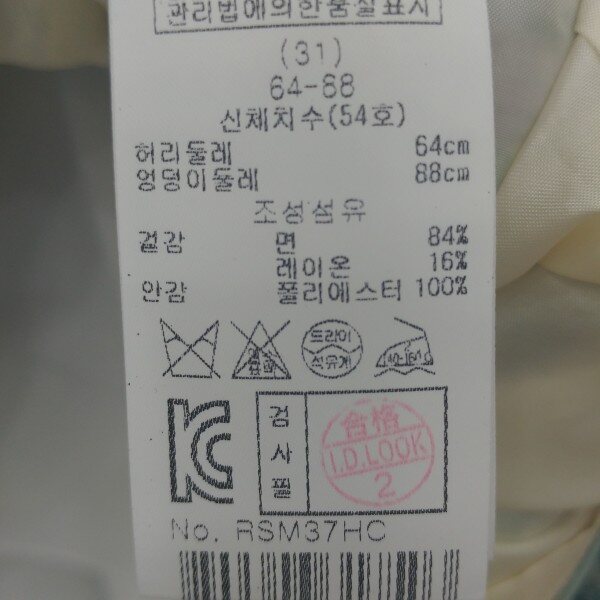 관리법에의한품질표시
(31)
64-88
신체치수(54호)
허리둘레 64cm
엉덩이둘레 88cm
조성섬유
겉감 면 84%
레이온 16%
안감 폴리에스터 100%
드라이
석유계
검사필
合格
I.D.LOOK
2
No. RSM37HC